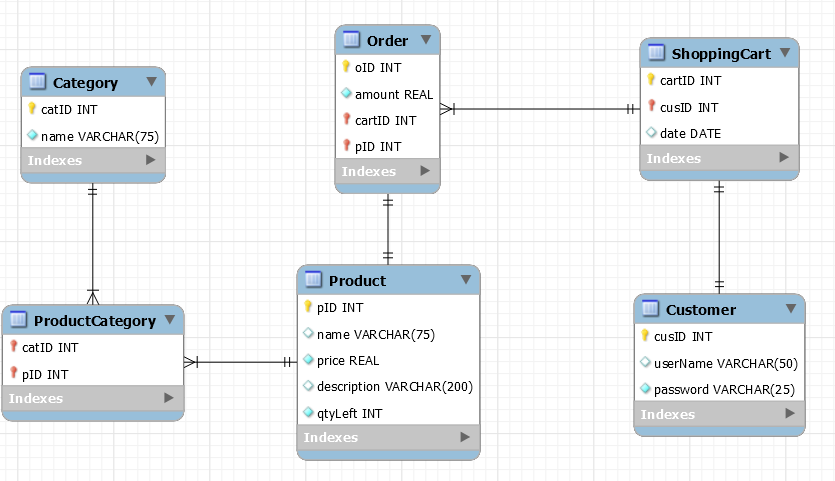 Category
catID INT
name VARCHAR(75)
Indexes
Order
oID INT
amount REAL
cartID INT
pID INT
Indexes
ShoppingCart
cartID INT
cusID INT
date DATE
Indexes
ProductCategory
catID INT
pID INT
Indexes
Product
pID INT
name VARCHAR(75)
price REAL
description VARCHAR(200)
qtyLeft INT
Indexes
Customer
cusID INT
userName VARCHAR(50)
password VARCHAR(25)
Indexes